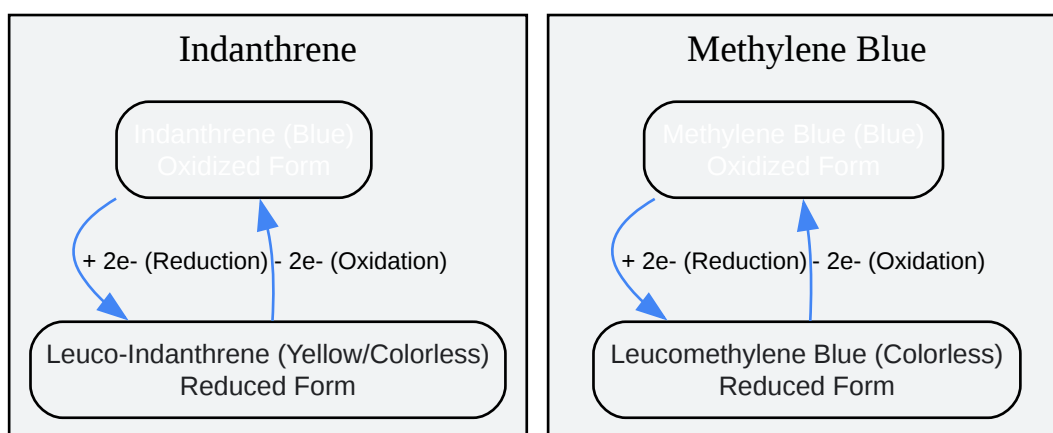 Indanthrene
Indanthrene (Blue)
Oxidized Form
+ 2e- (Reduction)
- 2e- (Oxidation)
Leuco-Indanthrene (Yellow/Colorless)
Reduced Form
Methylene Blue
Methylene Blue (Blue)
Oxidized Form
+ 2e- (Reduction)
- 2e- (Oxidation)
Leucomethylene Blue (Colorless)
Reduced Form